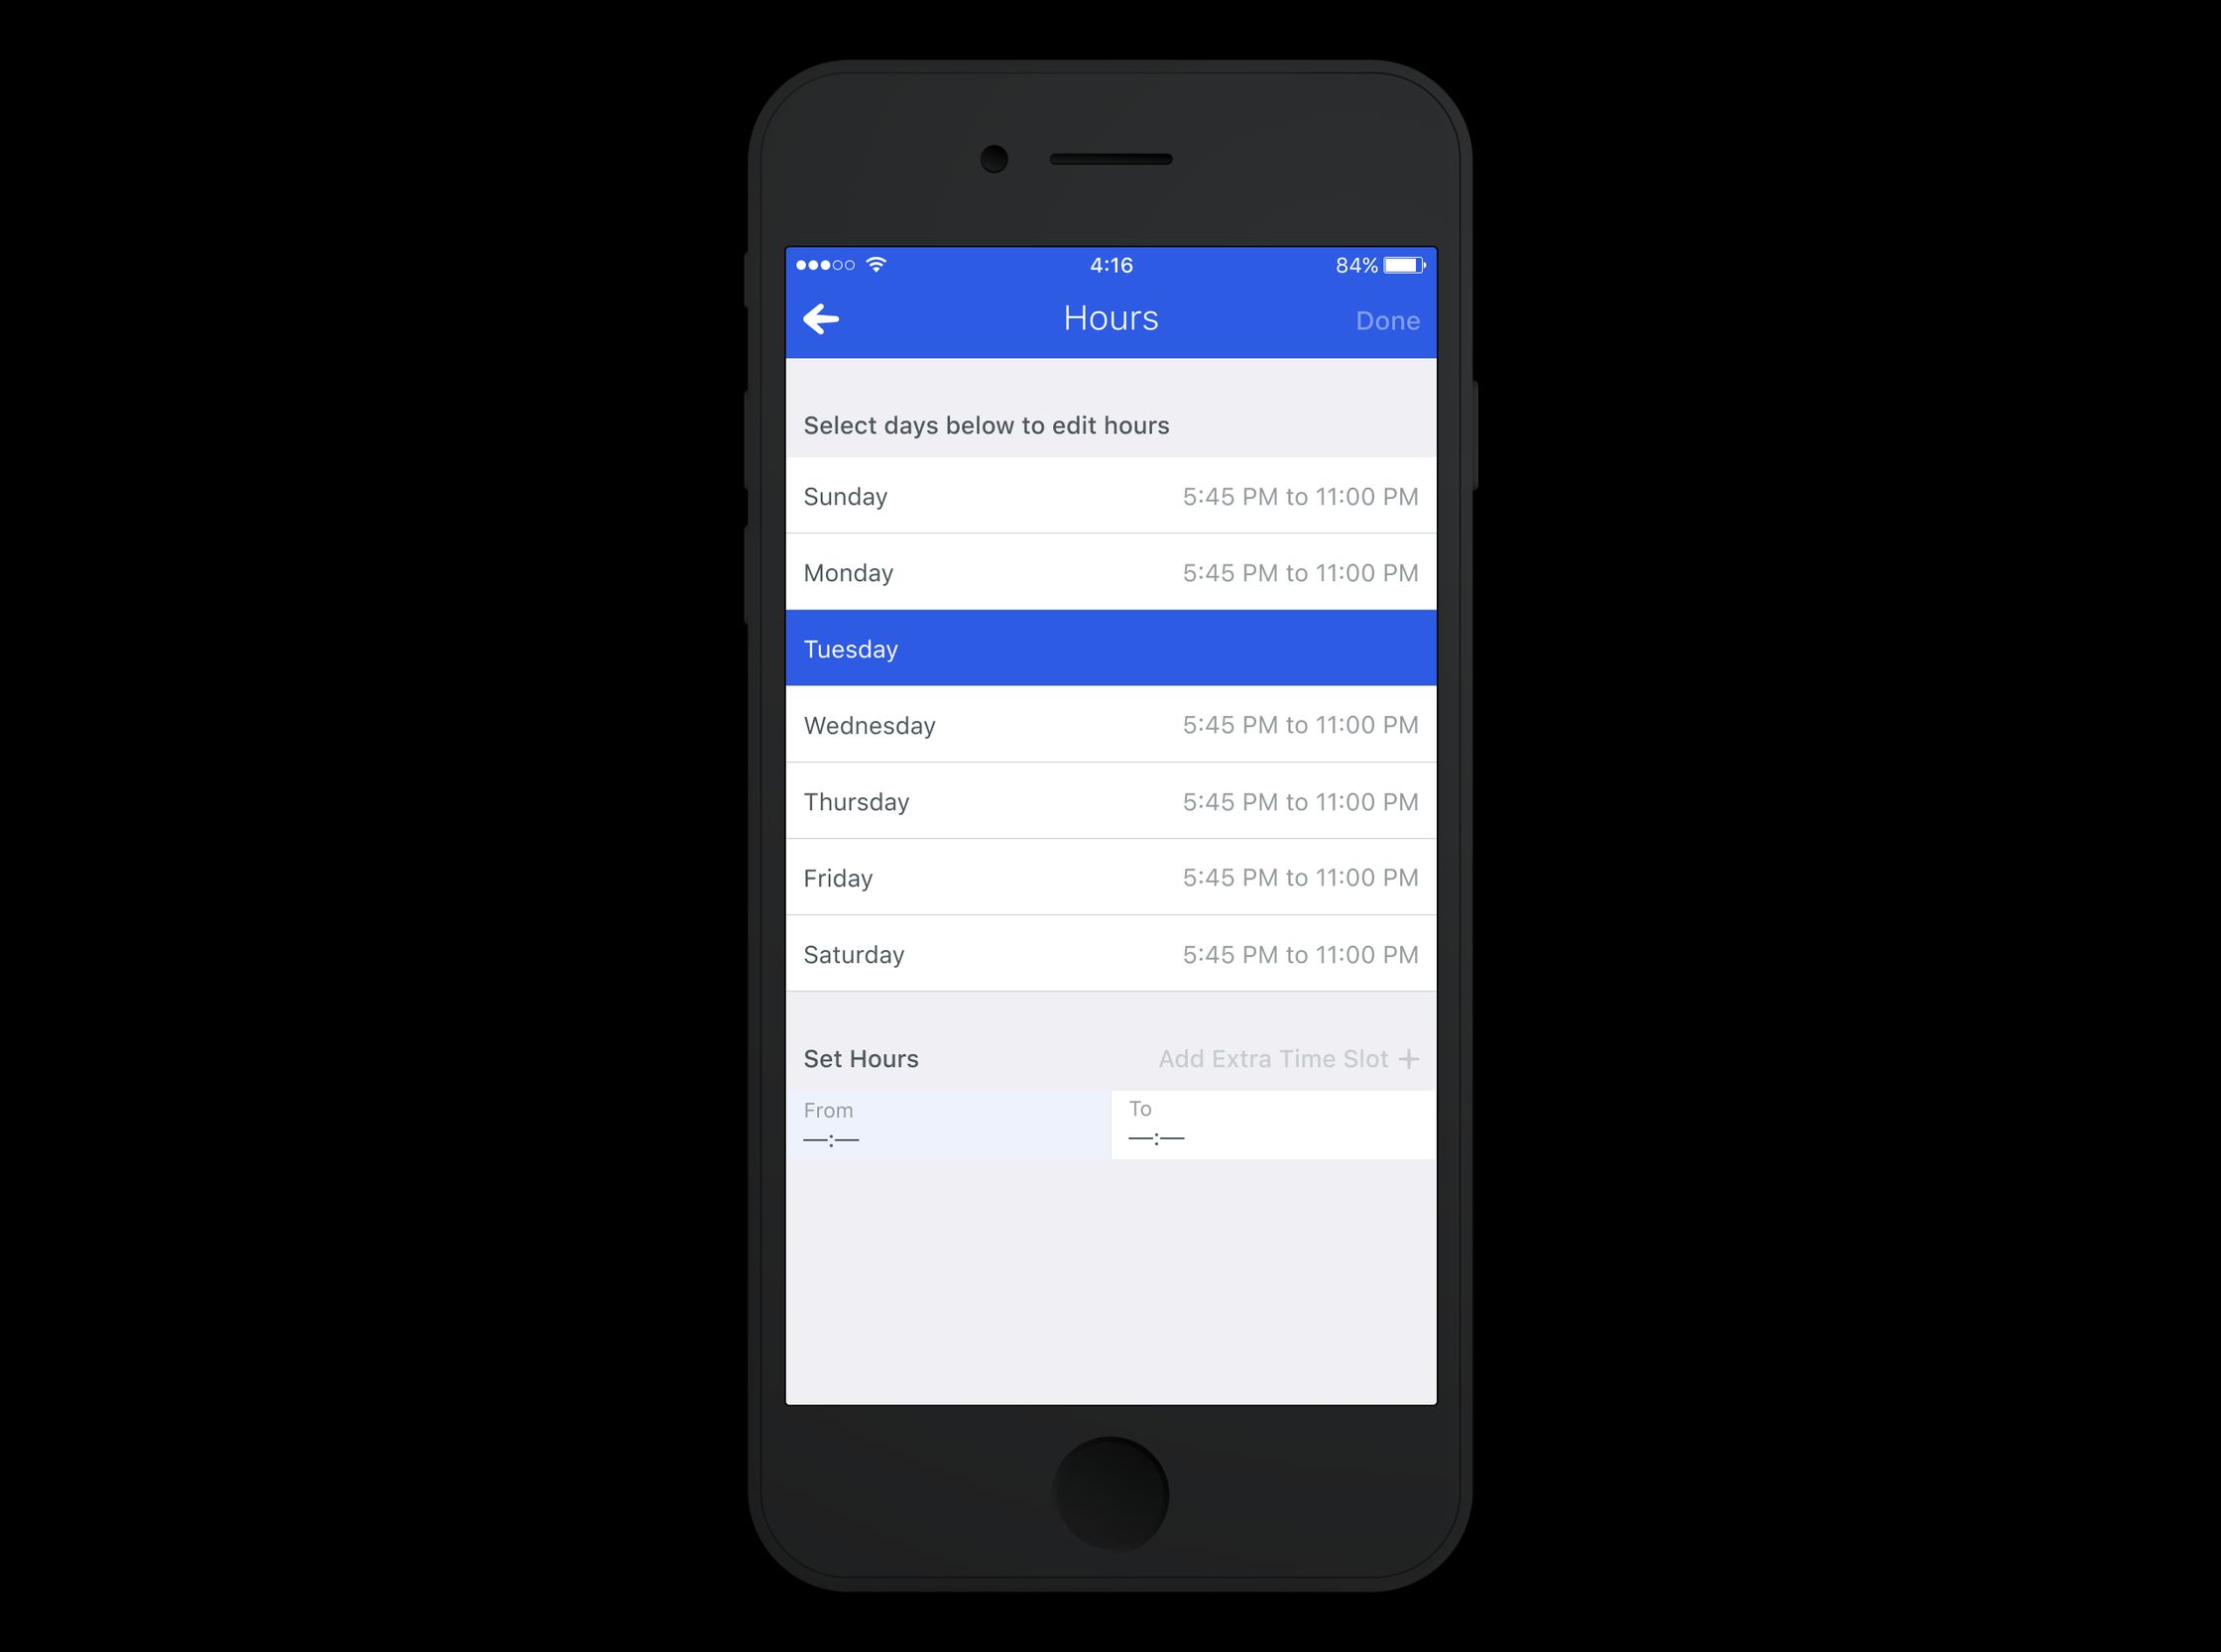 4:16 84%
Hours Done
Select days below to edit hours
Sunday 5:45 PM to 11:00 PM
Monday 5:45 PM to 11:00 PM
Tuesday
Wednesday 5:45 PM to 11:00 PM
Thursday 5:45 PM to 11:00 PM
Friday 5:45 PM to 11:00 PM
Saturday 5:45 PM to 11:00 PM
Set Hours Add Extra Time Slot +
From To
—:— —:—